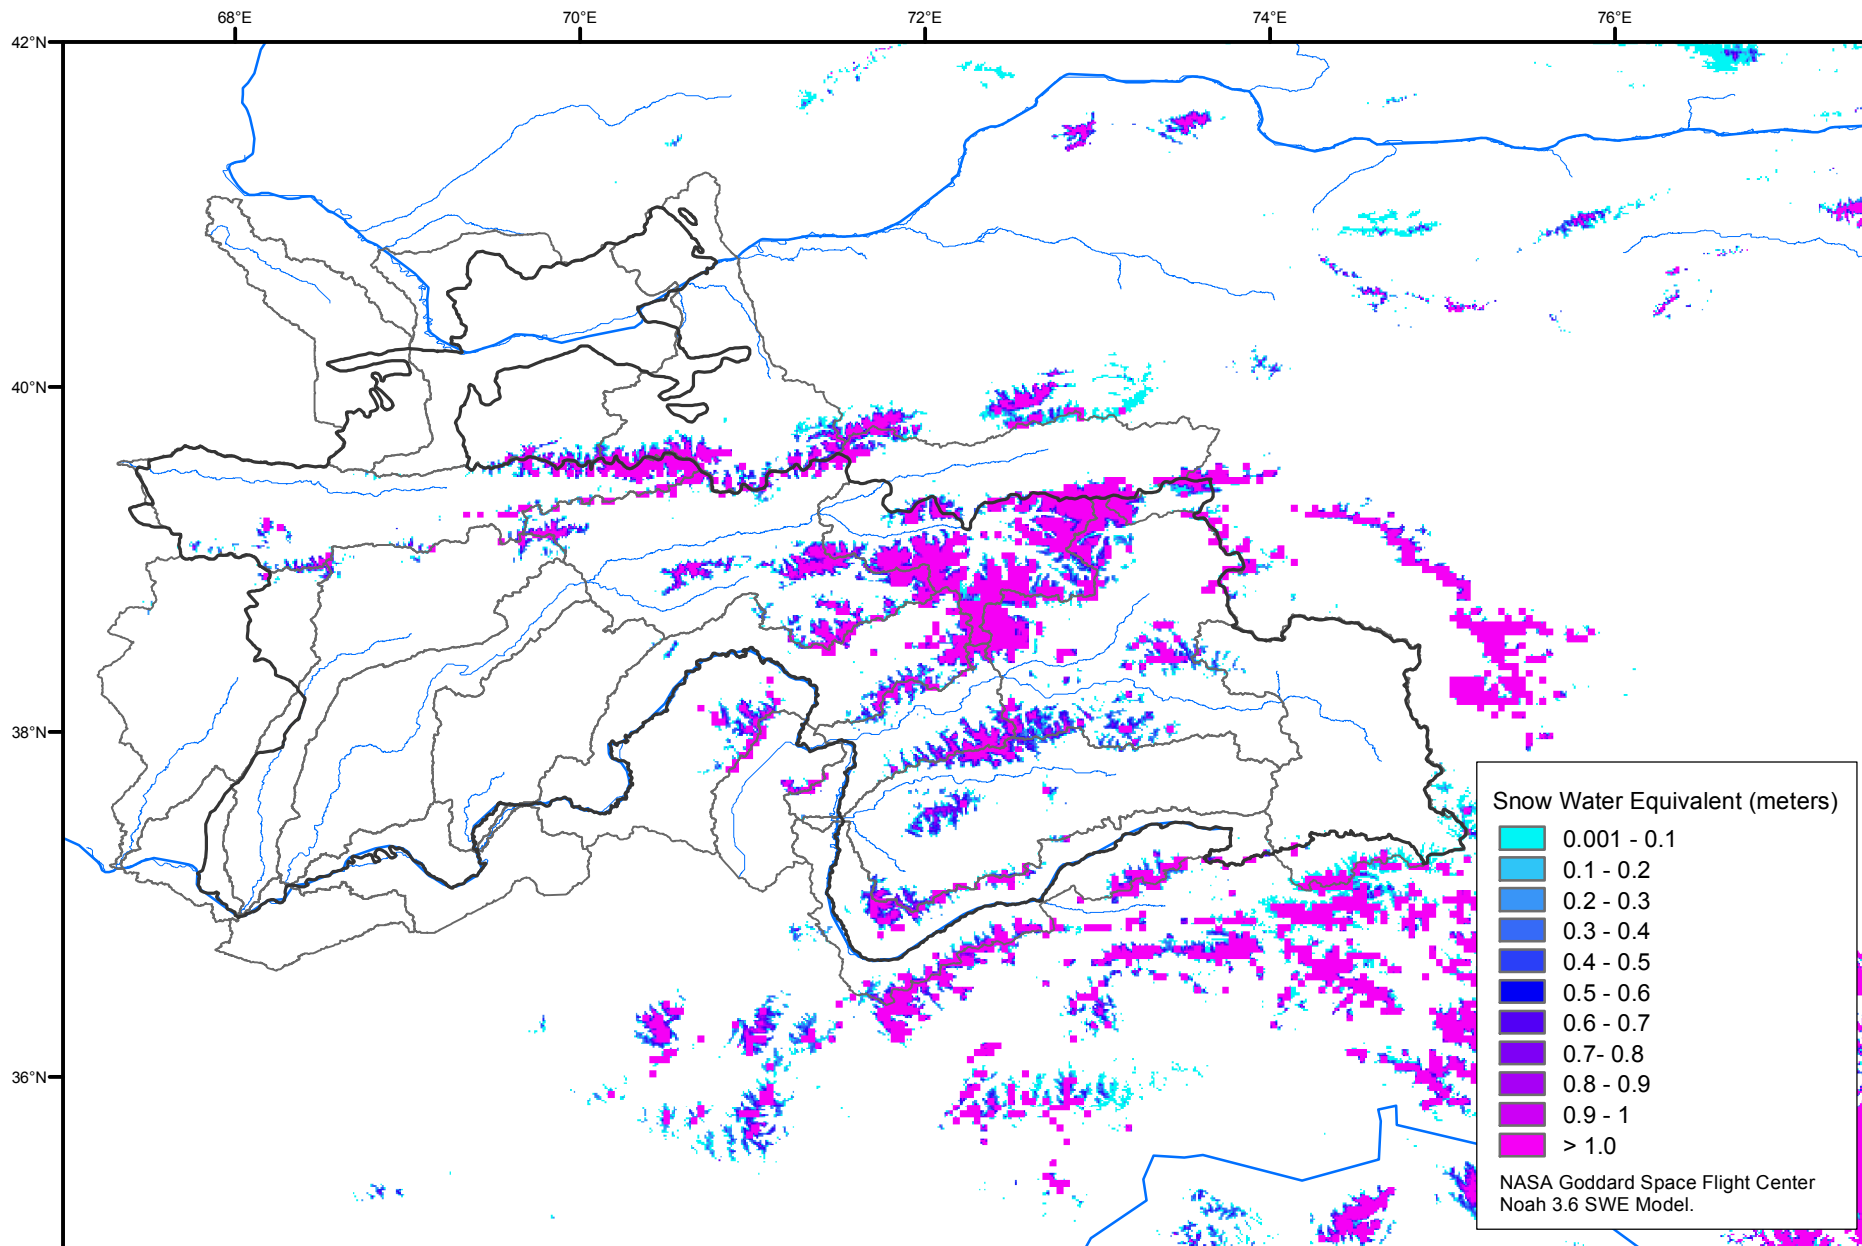 68°E 70°E 72°E 74°E 76°E
42°N
40°N
38°N
36°N
Snow Water Equivalent (meters)
0.001 - 0.1
0.1 - 0.2
0.2 - 0.3
0.3 - 0.4
0.4 - 0.5
0.5 - 0.6
0.6 - 0.7
0.7- 0.8
0.8 - 0.9
0.9 - 1
> 1.0
NASA Goddard Space Flight Center
Noah 3.6 SWE Model.